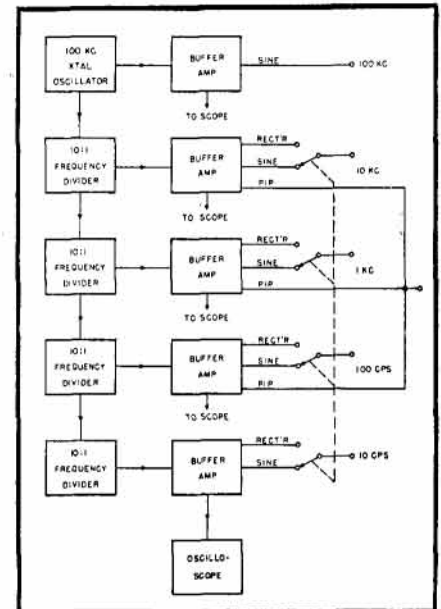 100 KG
XTAL
OSCILLATOR
BUFFER
AMP
SINE
100 KC
TO SCOPE
10:1
FREQUENCY
DIVIDER
BUFFER
AMP
RECT'R
SINE
PIP
10 KC
TO SCOPE
10:1
FREQUENCY
DIVIDER
BUFFER
AMP
RECT'R
SINE
PIP
1 KC
TO SCOPE
10:1
FREQUENCY
DIVIDER
BUFFER
AMP
RECT'R
SINE
PIP
100 CPS
TO SCOPE
10:1
FREQUENCY
DIVIDER
BUFFER
AMP
RECT'R
SINE
10 CPS
OSCILLO-
SCOPE